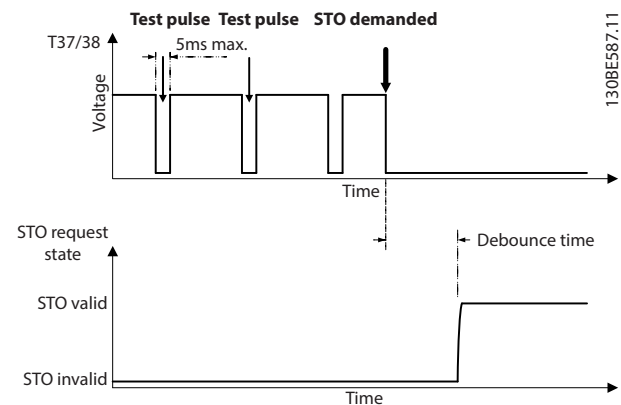 Test pulse Test pulse STO demanded
T37/38
5ms max.
Voltage
Time
130BE587.11
STO request
state
Debounce time
STO valid
STO invalid
Time